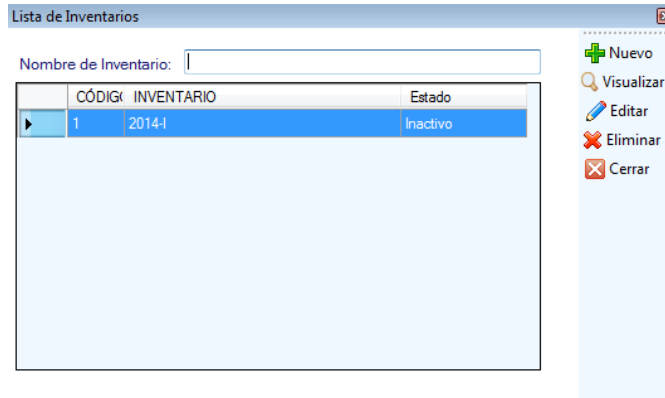 Lista de Inventarios
Nombre de Inventario:
CÓDIG( INVENTARIO Estado
1 2014-I Inactivo
Nuevo
Visualizar
Editar
Eliminar
Cerrar